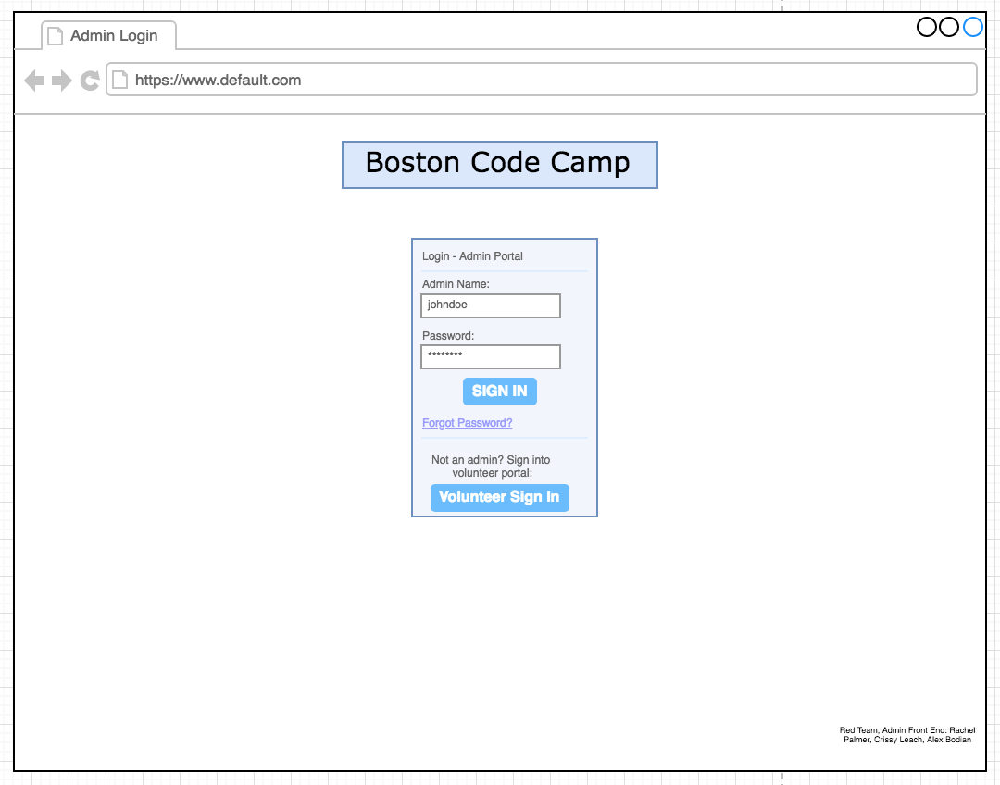 Admin Login
https://www.default.com
Boston Code Camp
Login - Admin Portal
Admin Name:
johndoe
Password:
********
SIGN IN
Forgot Password?
Not an admin? Sign into
volunteer portal:
Volunteer Sign In
Red Team, Admin Front End: Rachel
Palmer, Crissy Leach, Alex Bodian